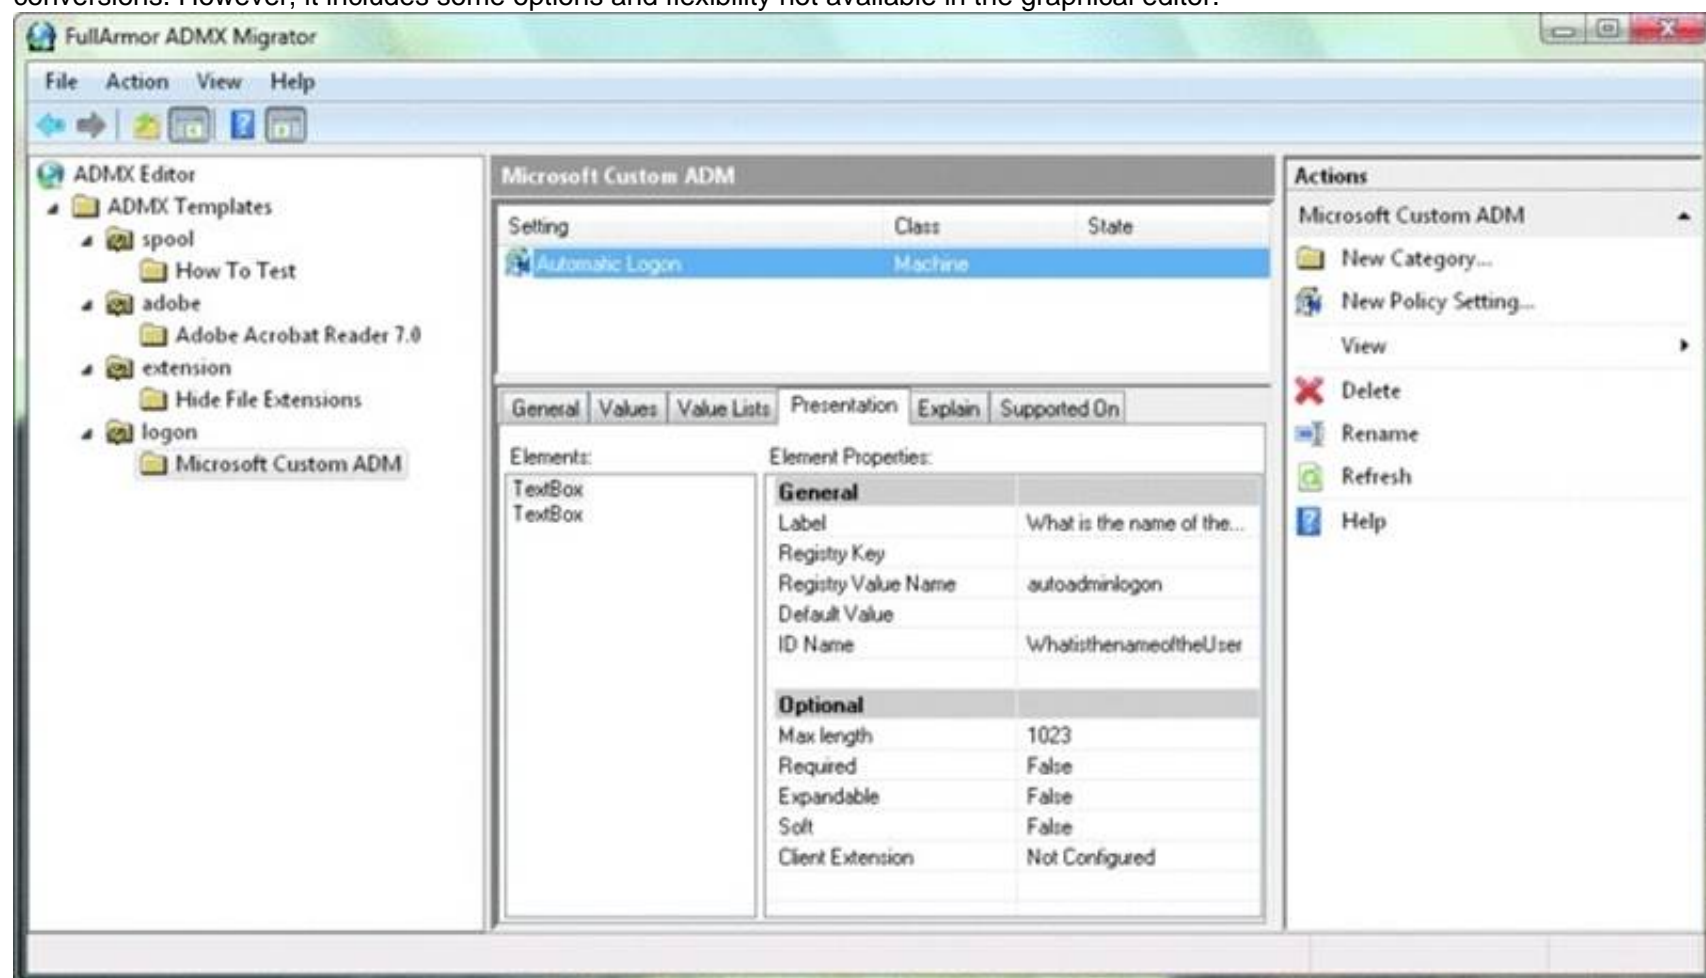 conversions. However, it includes some options and flexibility not available in the graphical editor.
FullArmor ADMX Migrator
File Action View Help
ADMX Editor
ADMX Templates
spool
How To Test
adobe
Adobe Acrobat Reader 7.0
extension
Hide File Extensions
logon
Microsoft Custom ADM
Microsoft Custom ADM
Setting Class State
Automatic Logon Machine
General Values Value Lists Presentation Explain Supported On
Elements:
TextBox
TextBox
Element Properties:
General
Label What is the name of the...
Registry Key
Registry Value Name autoadminlogon
Default Value
ID Name WhatisthenameoftheUser
Optional
Max length 1023
Required False
Expandable False
Soft False
Client Extension Not Configured
Actions
Microsoft Custom ADM
New Category...
New Policy Setting...
View
Delete
Rename
Refresh
Help